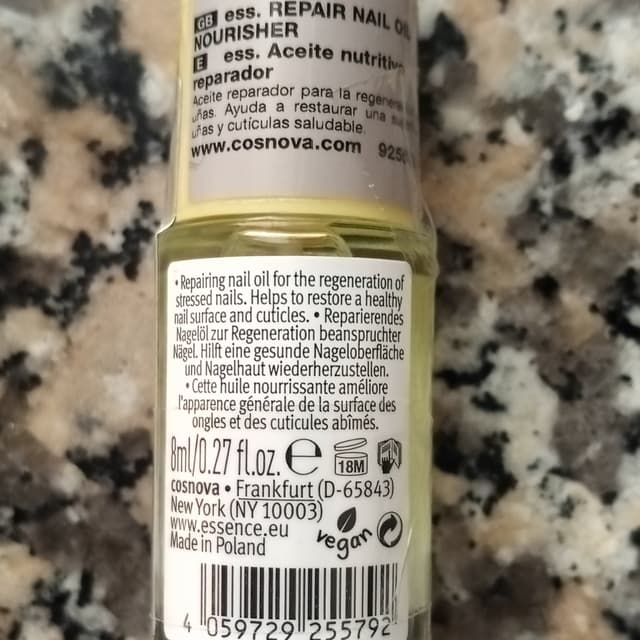 GB ess. REPAIR NAIL OIL
NOURISHER
E ess. Aceite nutritivo
reparador
Aceite reparador para la
uñas. Ayuda a restaurar una
uñas y cutículas saludable.
www.cosnova.com 925
• Repairing nail oil for the regeneration of
stressed nails. Helps to restore a healthy
nail surface and cuticles. • Reparierendes
Nagelöl zur Regeneration beanspruchter
Nägel. Hilft eine gesunde Nageloberfläche
und Nagelhaut wiederherzustellen.
• Cette huile nourrissante améliore
l'apparence générale de la surface des
ongles et des cuticules abîmés.
8ml/0.27 fl.oz. ℮ 18M
cosnova • Frankfurt (D-65843)
New York (NY 10003)
www.essence.eu
Made in Poland
vegan
4 059729 255792